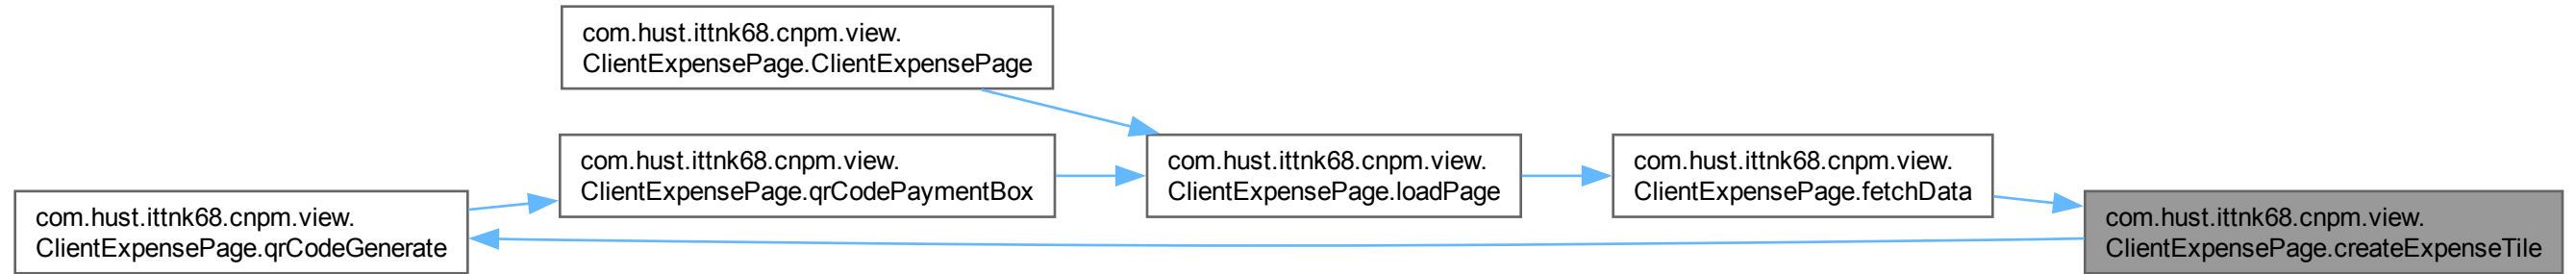 com.hust.ittnk68.cnpm.view.
ClientExpensePage.ClientExpensePage
com.hust.ittnk68.cnpm.view.
ClientExpensePage.qrCodePaymentBox
com.hust.ittnk68.cnpm.view.
ClientExpensePage.loadPage
com.hust.ittnk68.cnpm.view.
ClientExpensePage.fetchData
com.hust.ittnk68.cnpm.view.
ClientExpensePage.qrCodeGenerate
com.hust.ittnk68.cnpm.view.
ClientExpensePage.createExpenseTile